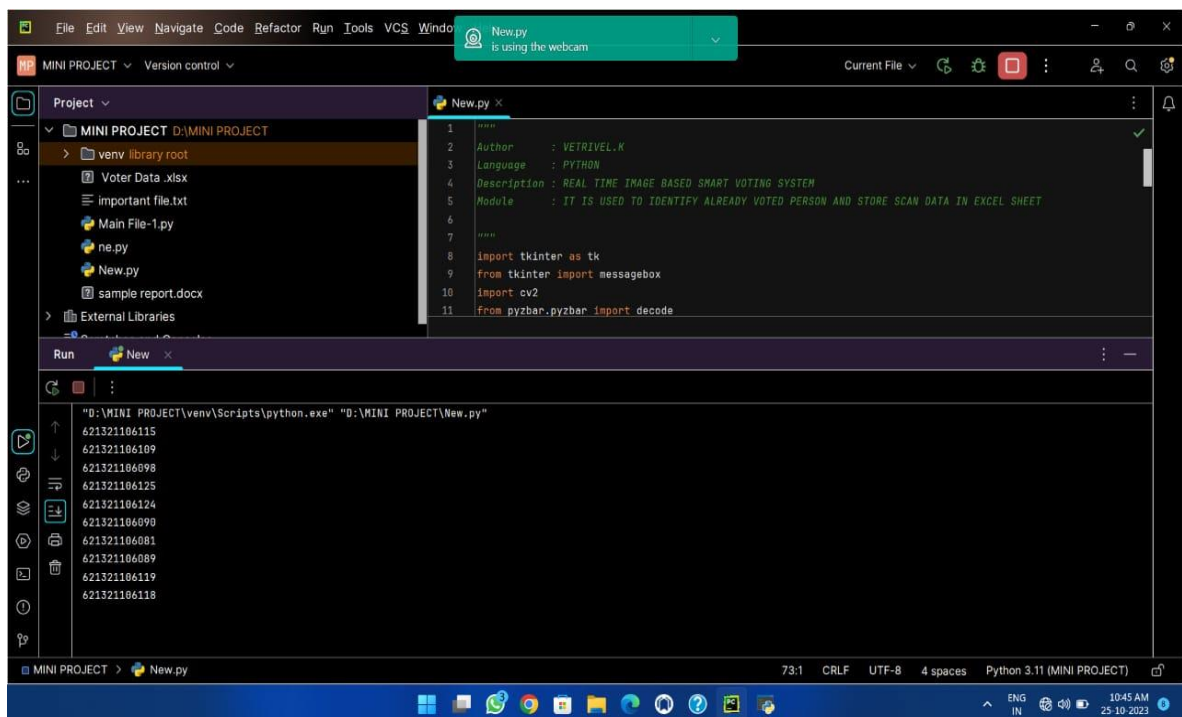 File Edit View Navigate Code Refactor Run Tools VCS Windo
New.py
is using the webcam
MP MINI PROJECT Version control
Current File
Project
New.py
MINI PROJECT D:\MINI PROJECT
venv library root
Voter Data .xlsx
important file.txt
Main File-1.py
ne.py
New.py
sample report.docx
External Libraries
1 """
2 Author : VETRIVEL.K
3 Language : PYTHON
4 Description : REAL TIME IMAGE BASED SMART VOTING SYSTEM
5 Module : IT IS USED TO IDENTIFY ALREADY VOTED PERSON AND STORE SCAN DATA IN EXCEL SHEET
6
7 """
8 import tkinter as tk
9 from tkinter import messagebox
10 import cv2
11 from pyzbar.pyzbar import decode
Run New
"D:\MINI PROJECT\venv\Scripts\python.exe" "D:\MINI PROJECT\New.py"
621321106115
621321106109
621321106098
621321106125
621321106124
621321106090
621321106081
621321106089
621321106119
621321106118
MINI PROJECT > New.py
73:1 CRLF UTF-8 4 spaces Python 3.11 (MINI PROJECT)
ENG
IN
10:45 AM
25-10-2023